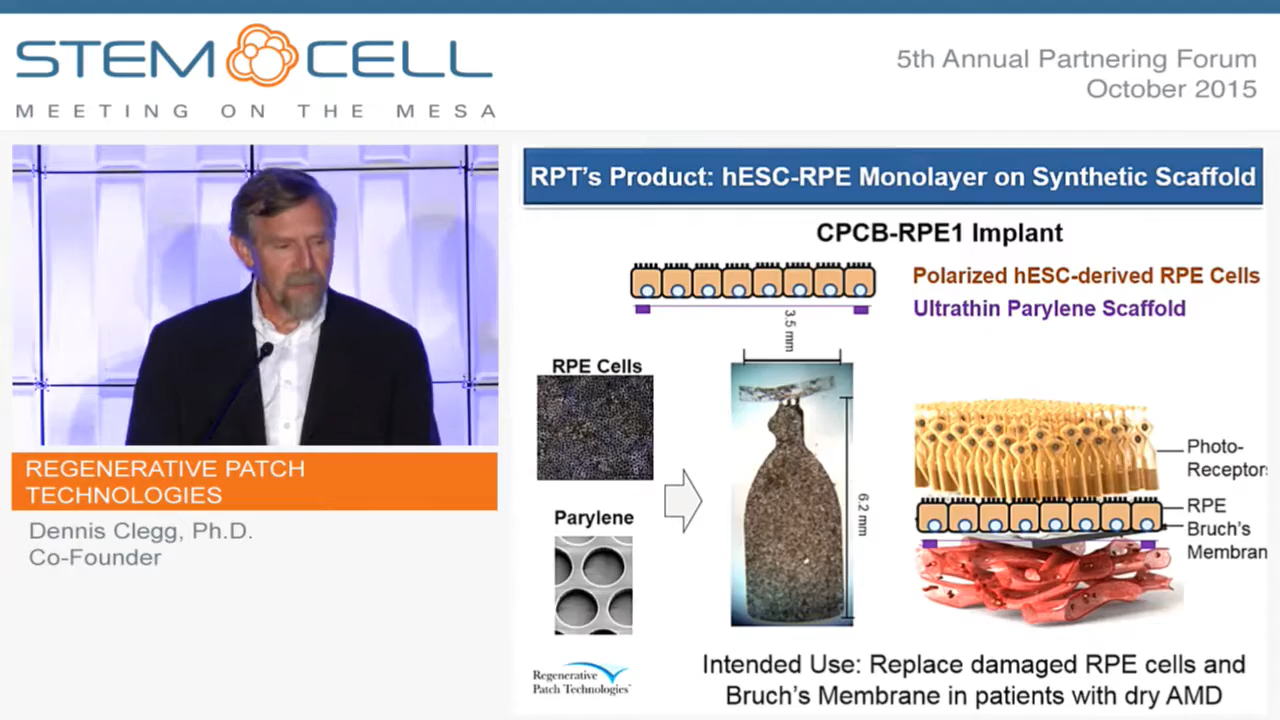 STEM CELL
MEETING ON THE MESA
5th Annual Partnering Forum
October 2015
REGENERATIVE PATCH
TECHNOLOGIES
Dennis Clegg, Ph.D.
Co-Founder
RPT's Product: hESC-RPE Monolayer on Synthetic Scaffold
CPCB-RPE1 Implant
Polarized hESC-derived RPE Cells
Ultrathin Parylene Scaffold
3.5 mm
RPE Cells
Parylene
6.2 mm
Photo-
Receptors
RPE
Bruch's
Membran
Regenerative
Patch Technologies™
Intended Use: Replace damaged RPE cells and
Bruch's Membrane in patients with dry AMD